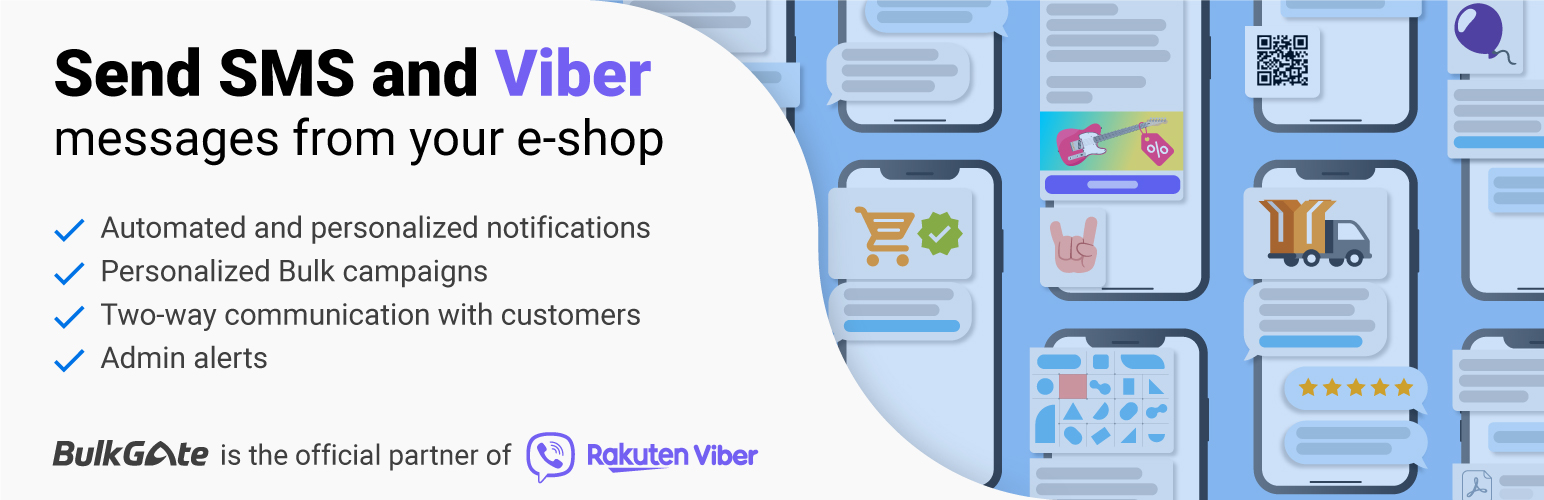 Send SMS and Viber
messages from your e-shop
Automated and personalized notifications
Personalized Bulk campaigns
Two-way communication with customers
Admin alerts
BulkGate is the official partner of Rakuten Viber
%